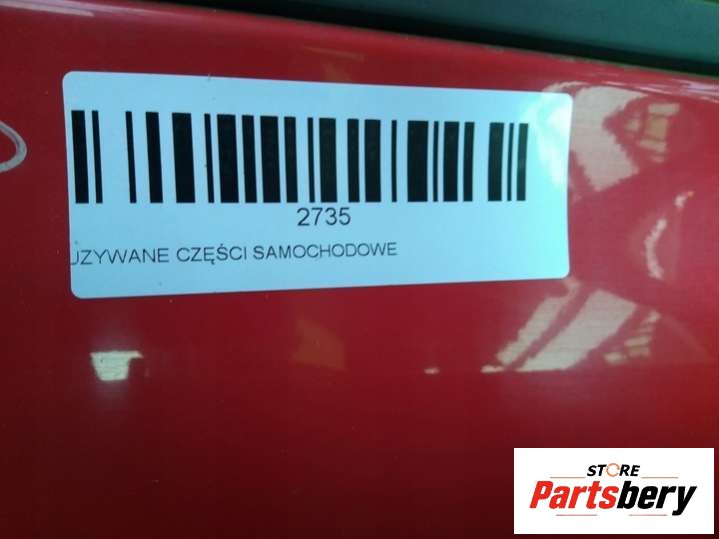 2735
UZYWANE CZĘŚCI SAMOCHODOWE
STORE
Partsbery